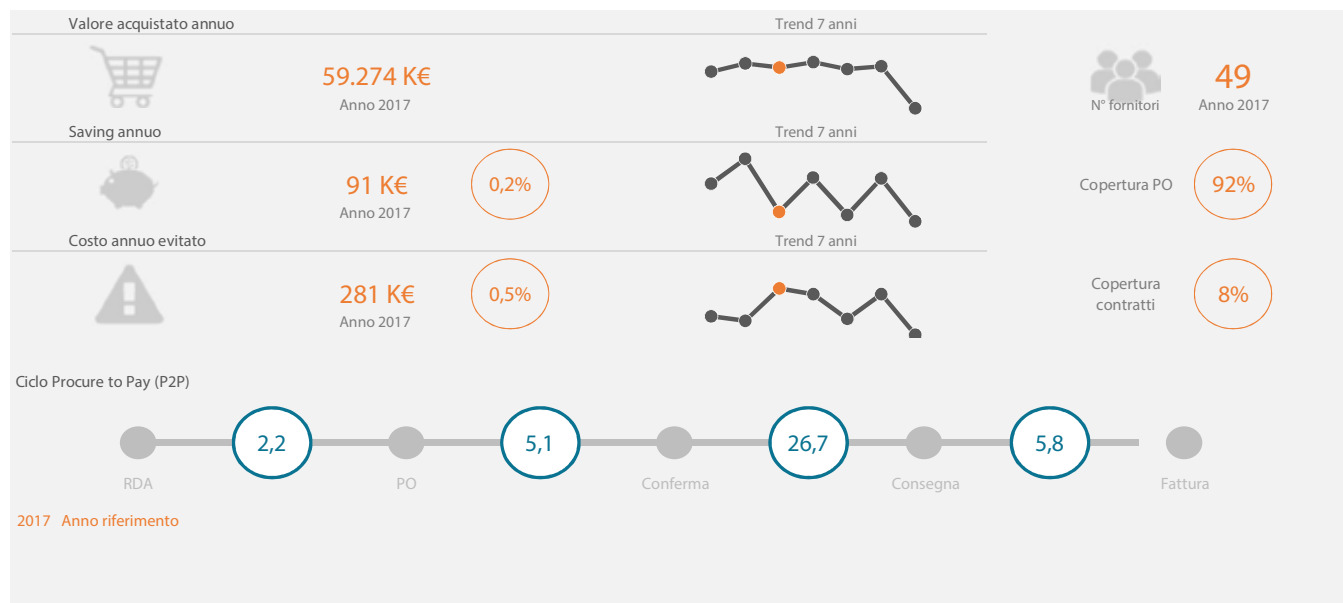 Valore acquistato annuo
Trend 7 anni
59.274 K€
Anno 2017
N° fornitori
49
Anno 2017
Saving annuo
Trend 7 anni
91 K€
Anno 2017
0,2%
Copertura PO
92%
Costo annuo evitato
Trend 7 anni
281 K€
Anno 2017
0,5%
Copertura
contratti
8%
Ciclo Procure to Pay (P2P)
2,2
5,1
26,7
5,8
RDA
PO
Conferma
Consegna
Fattura
2017 Anno riferimento